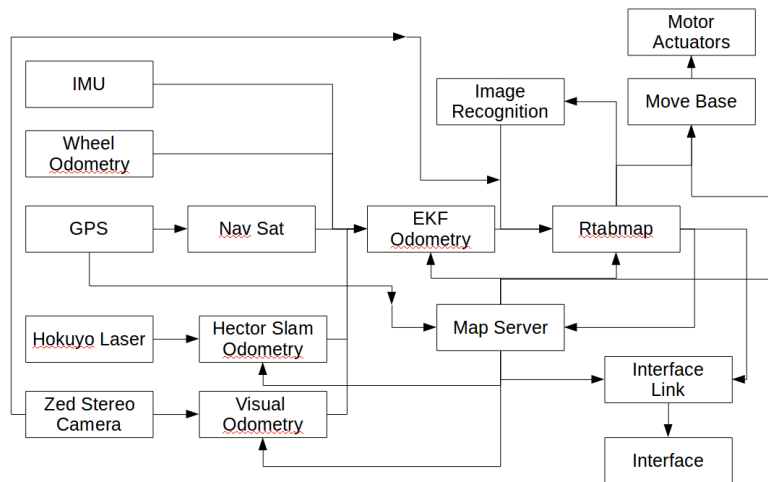 Motor
Actuators
IMU
Image
Recognition
Move Base
Wheel
Odometry
GPS
Nav Sat
EKF
Odometry
Rtabmap
Hokuyo Laser
Hector Slam
Odometry
Map Server
Zed Stereo
Camera
Visual
Odometry
Interface
Link
Interface